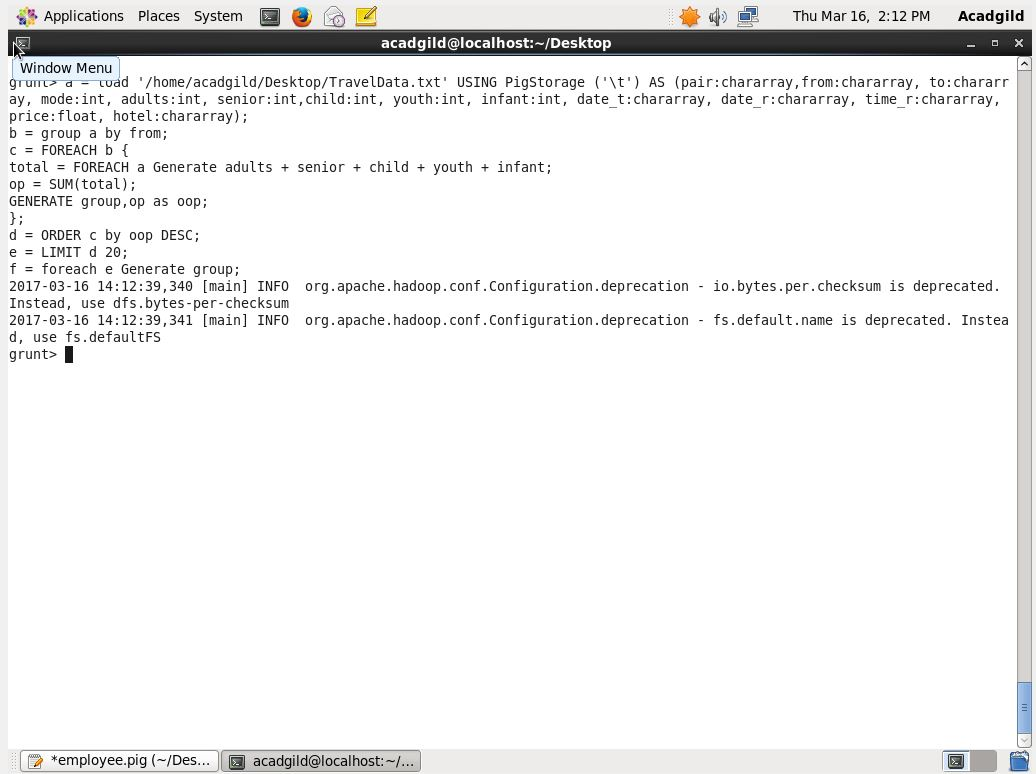 Applications Places System Thu Mar 16, 2:12 PM Acadgild
acadgild@localhost:~/Desktop
Window Menu
grunt> a = load '/home/acadgild/Desktop/TravelData.txt' USING PigStorage ('\t') AS (pair:chararray,from:chararray, to:chararr
ay, mode:int, adults:int, senior:int,child:int, youth:int, infant:int, date_t:chararray, date_r:chararray, time_r:chararray,
price:float, hotel:chararray);
b = group a by from;
c = FOREACH b {
total = FOREACH a Generate adults + senior + child + youth + infant;
op = SUM(total);
GENERATE group,op as oop;
};
d = ORDER c by oop DESC;
e = LIMIT d 20;
f = foreach e Generate group;
2017-03-16 14:12:39,340 [main] INFO  org.apache.hadoop.conf.Configuration.deprecation - io.bytes.per.checksum is deprecated.
Instead, use dfs.bytes-per-checksum
2017-03-16 14:12:39,341 [main] INFO  org.apache.hadoop.conf.Configuration.deprecation - fs.default.name is deprecated. Instea
d, use fs.defaultFS
grunt>
*employee.pig (~/Des... acadgild@localhost:~/...